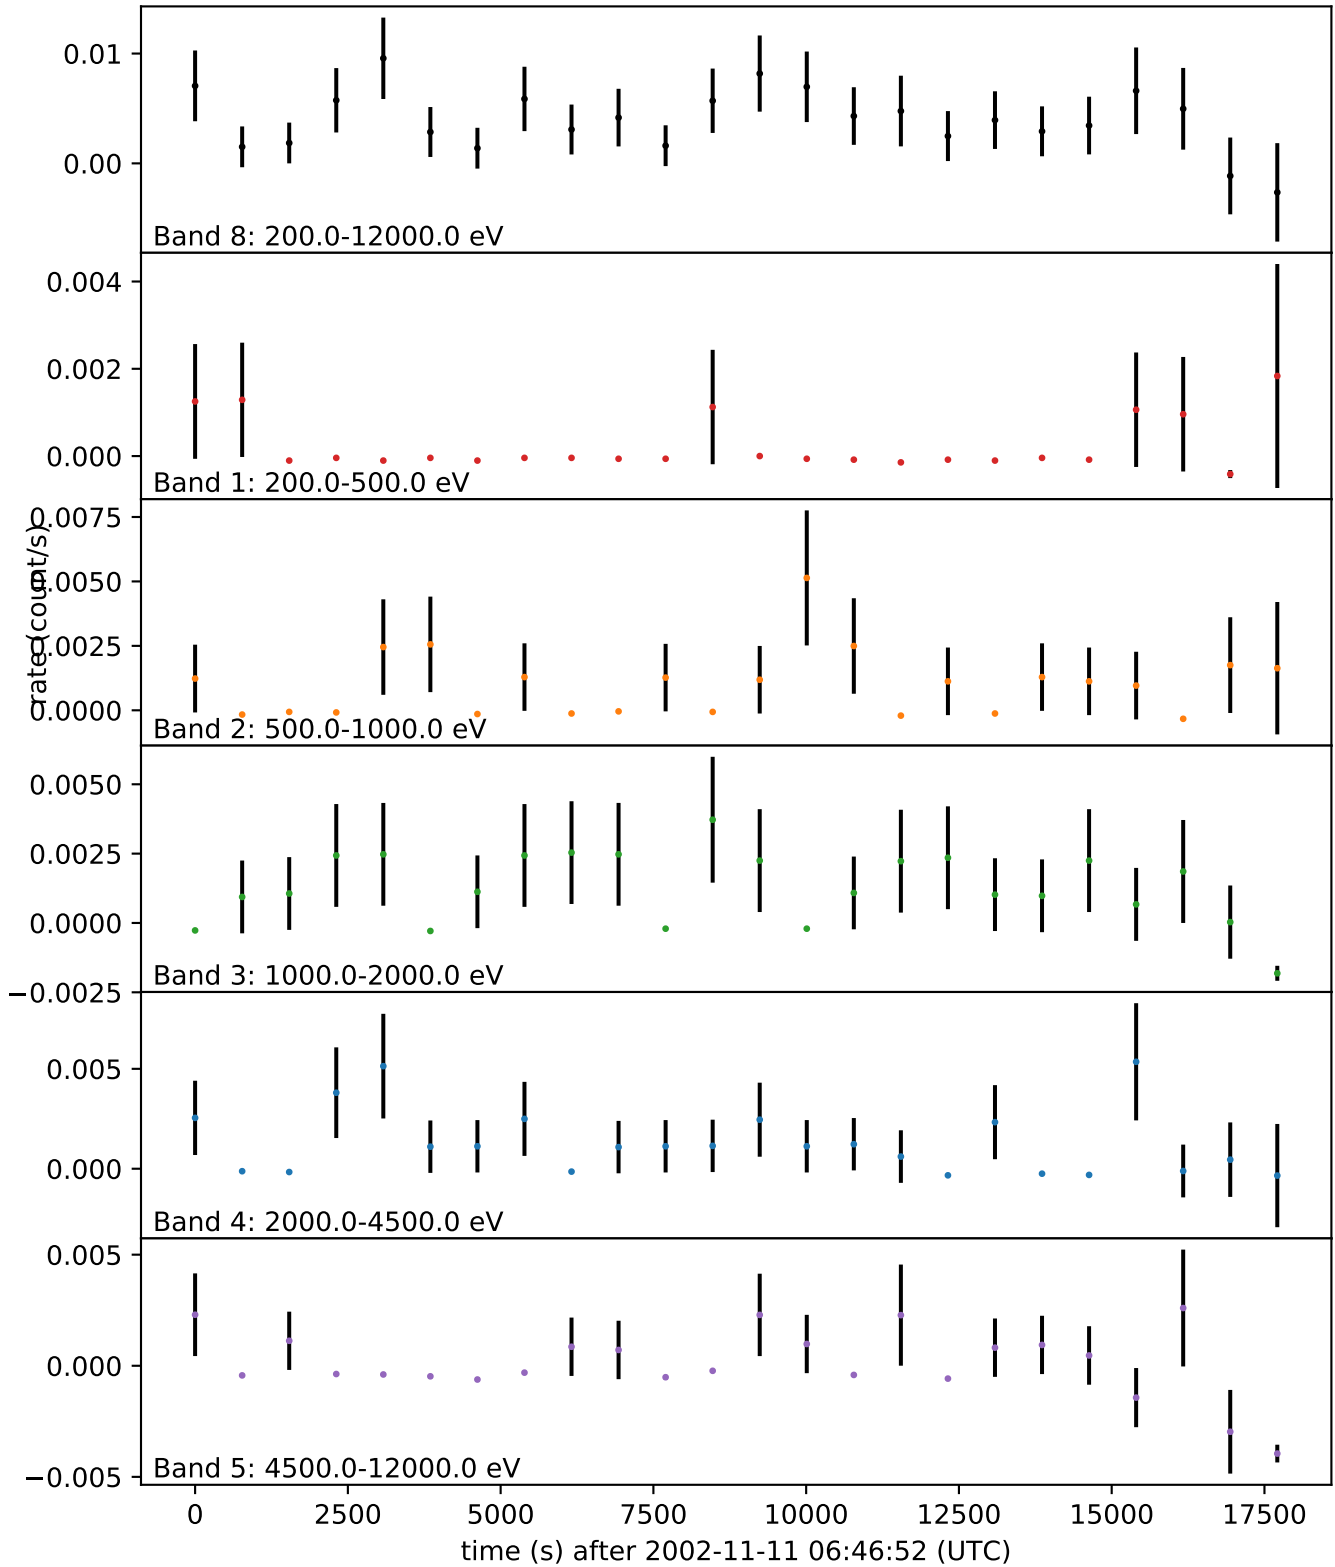 0.01
0.00
Band 8: 200.0-12000.0 eV
0.004
0.002
0.000
Band 1: 200.0-500.0 eV
rate (count/s)
0.0075
0.0050
0.0025
0.0000
Band 2: 500.0-1000.0 eV
0.0050
0.0025
0.0000
−0.0025
Band 3: 1000.0-2000.0 eV
0.005
0.000
Band 4: 2000.0-4500.0 eV
0.005
0.000
−0.005
Band 5: 4500.0-12000.0 eV
0 2500 5000 7500 10000 12500 15000 17500
time (s) after 2002-11-11 06:46:52 (UTC)